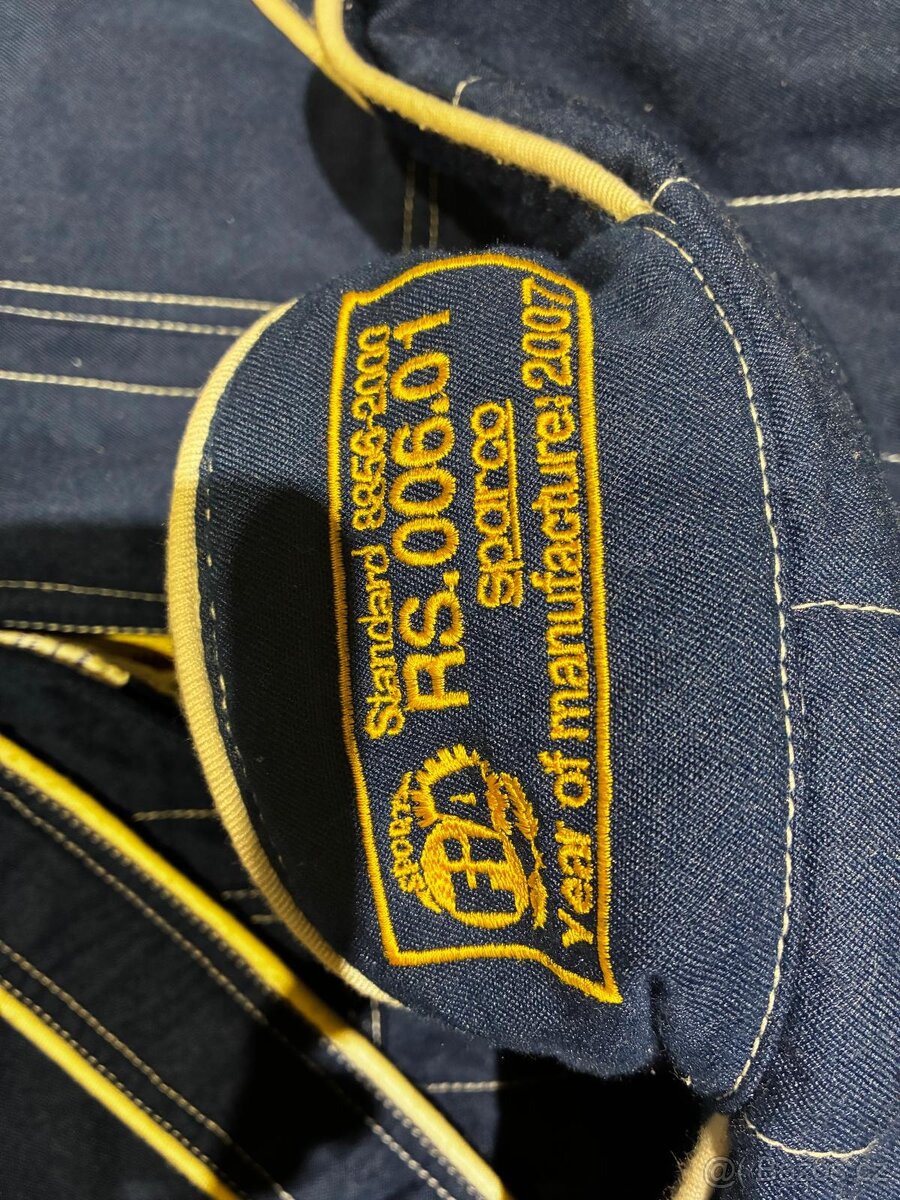 Standard 8856-2000
RS.006.01
sparco
SPORT
FIA
Year of manufacture: 2007